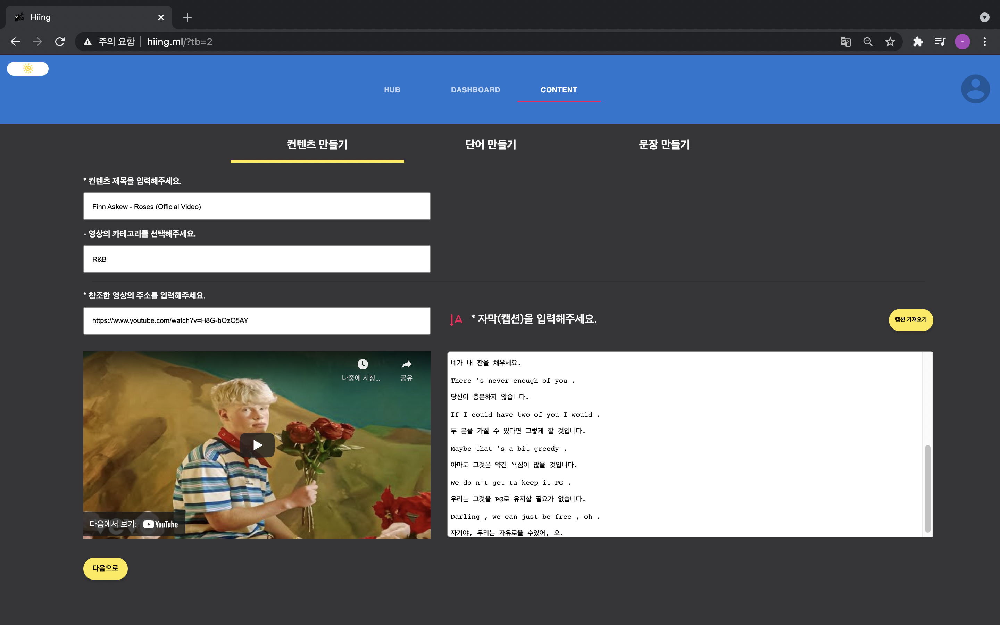 Hiing
주의 요함 | hiing.ml/?tb=2
-
HUB DASHBOARD CONTENT
컨텐츠 만들기 단어 만들기 문장 만들기
* 컨텐츠 제목을 입력해주세요.
Finn Askew - Roses (Official Video)
- 영상의 카테고리를 선택해주세요.
R&B
* 참조한 영상의 주소를 입력해주세요.
https://www.youtube.com/watch?v=H8G-bOzO5AY
A * 자막(캡션)을 입력해주세요.
캡션 가져오기
나중에 시청... 공유
다음에서 보기: YouTube
vevo
네가 내 잔을 채우세요.
There 's never enough of you .
당신이 충분하지 않습니다.
If I could have two of you I would .
두 분을 가질 수 있다면 그렇게 할 것입니다.
Maybe that 's a bit greedy .
아마도 그것은 약간 욕심이 많을 것입니다.
We do n't got ta keep it PG .
우리는 그것을 PG로 유지할 필요가 없습니다.
Darling , we can just be free , oh .
자기야, 우리는 자유로울 수있어, 오.
다음으로